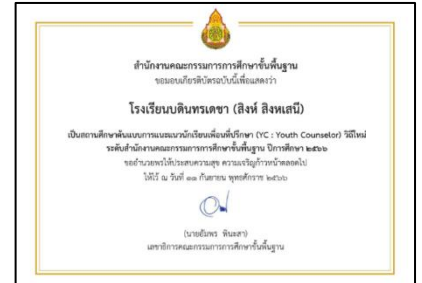 สำนักงานคณะกรรมการการศึกษาขั้นพื้นฐาน
ขอมอบเกียรติบัตรฉบับนี้เพื่อแสดงว่า
โรงเรียนบดินทรเดชา (สิงห์ สิงหเสนี)
เป็นสถานศึกษาต้นแบบการแนะแนวนักเรียนเพื่อนที่ปรึกษา (YC : Youth Counselor) วิถีใหม่
ระดับสำนักงานคณะกรรมการการศึกษาขั้นพื้นฐาน ปีการศึกษา ๒๕๖๖
ขออำนวยพรให้ประสบความสุข ความเจริญก้าวหน้าตลอดไป
ให้ไว้ ณ วันที่ ๑๑ กันยายน พุทธศักราช ๒๕๖๖
(นายอัมพร พินะสา)
เลขาธิการคณะกรรมการการศึกษาขั้นพื้นฐาน